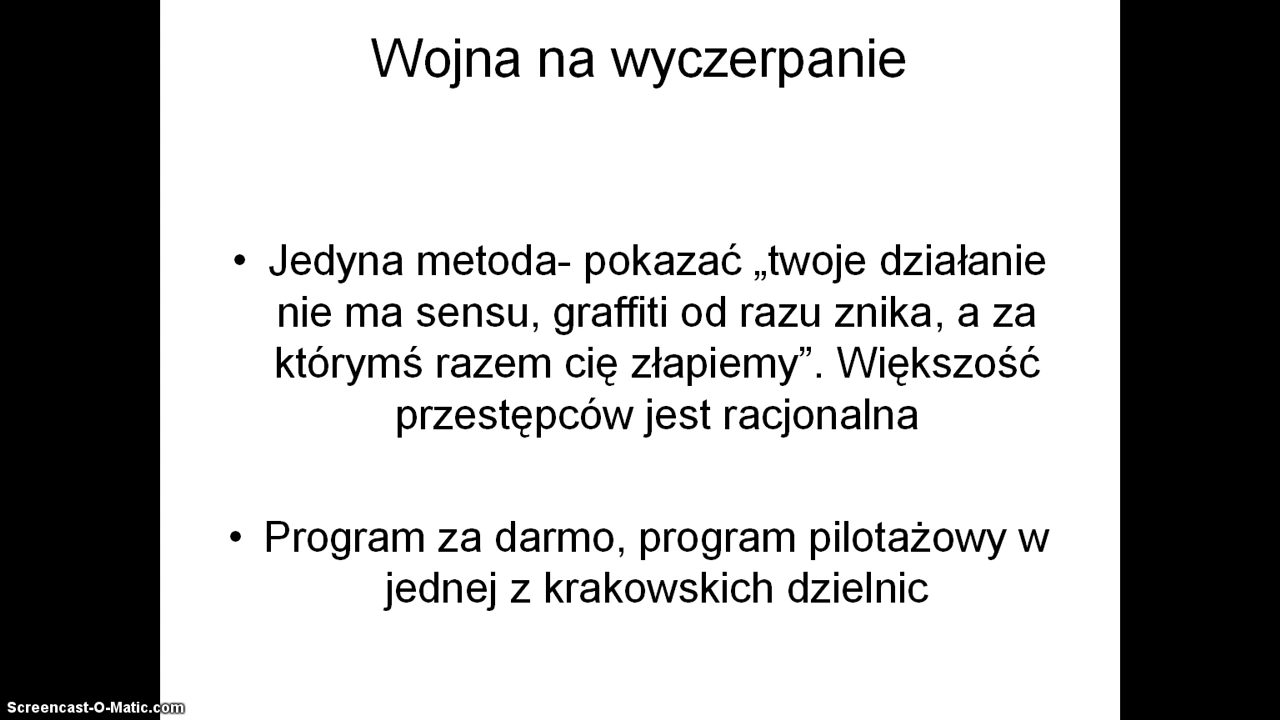 Wojna na wyczerpanie
• Jedyna metoda- pokazać „twoje działanie
nie ma sensu, graffiti od razu znika, a za
którymś razem cię złapiemy”. Większość
przestępców jest racjonalna
• Program za darmo, program pilotażowy w
jednej z krakowskich dzielnic
Screencast-O-Matic.com